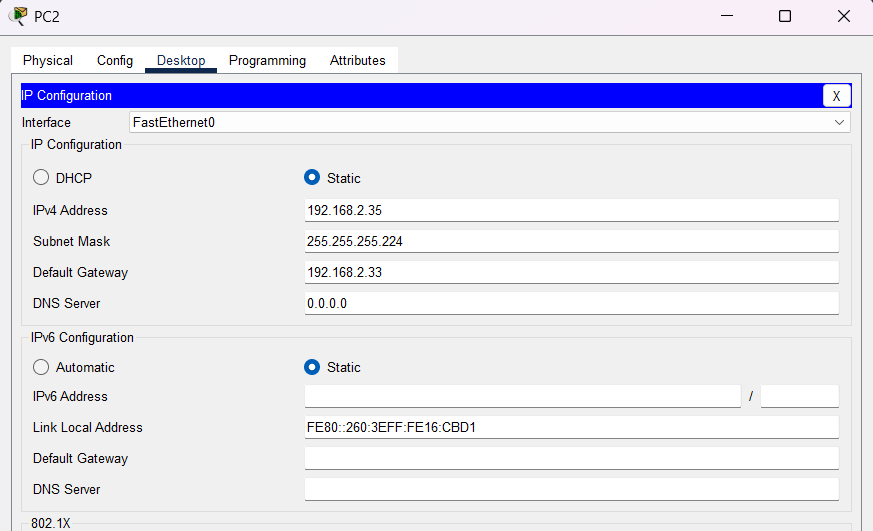 PC2
Physical Config Desktop Programming Attributes
IP Configuration X
Interface FastEthernet0
IP Configuration
DHCP Static
IPv4 Address 192.168.2.35
Subnet Mask 255.255.255.224
Default Gateway 192.168.2.33
DNS Server 0.0.0.0
IPv6 Configuration
Automatic Static
IPv6 Address /
Link Local Address FE80::260:3EFF:FE16:CBD1
Default Gateway
DNS Server
802.1X